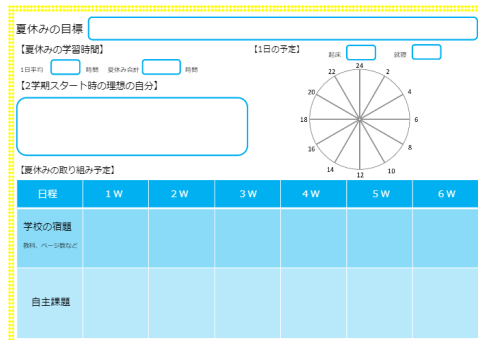 夏休みの目標
【夏休みの学習時間】
【1日の予定】
起床
就寝
1日平均 時間 夏休み合計 時間
【2学期スタート時の理想の自分】
24
22 2
20 4
18 6
16 8
14 10
12
【夏休みの取り組み予定】
日程 1W 2W 3W 4W 5W 6W
学校の宿題
教科、ページ数など
自主課題